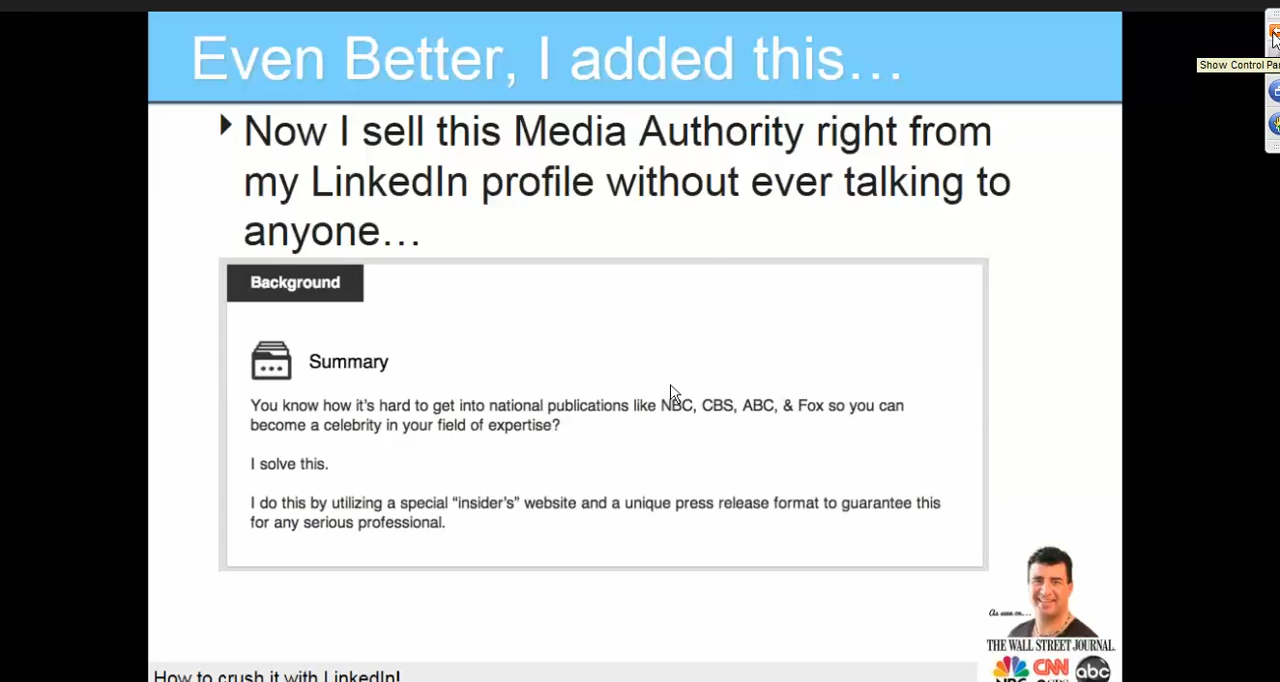 Even Better, I added this...
Show Control Pa
Now I sell this Media Authority right from
my LinkedIn profile without ever talking to
anyone...
Background
Summary
You know how it's hard to get into national publications like NBC, CBS, ABC, & Fox so you can
become a celebrity in your field of expertise?
I solve this.
I do this by utilizing a special “insider's” website and a unique press release format to guarantee this
for any serious professional.
As seen on...
THE WALL STREET JOURNAL.
NBC CNN abc
How to crush it with LinkedIn!